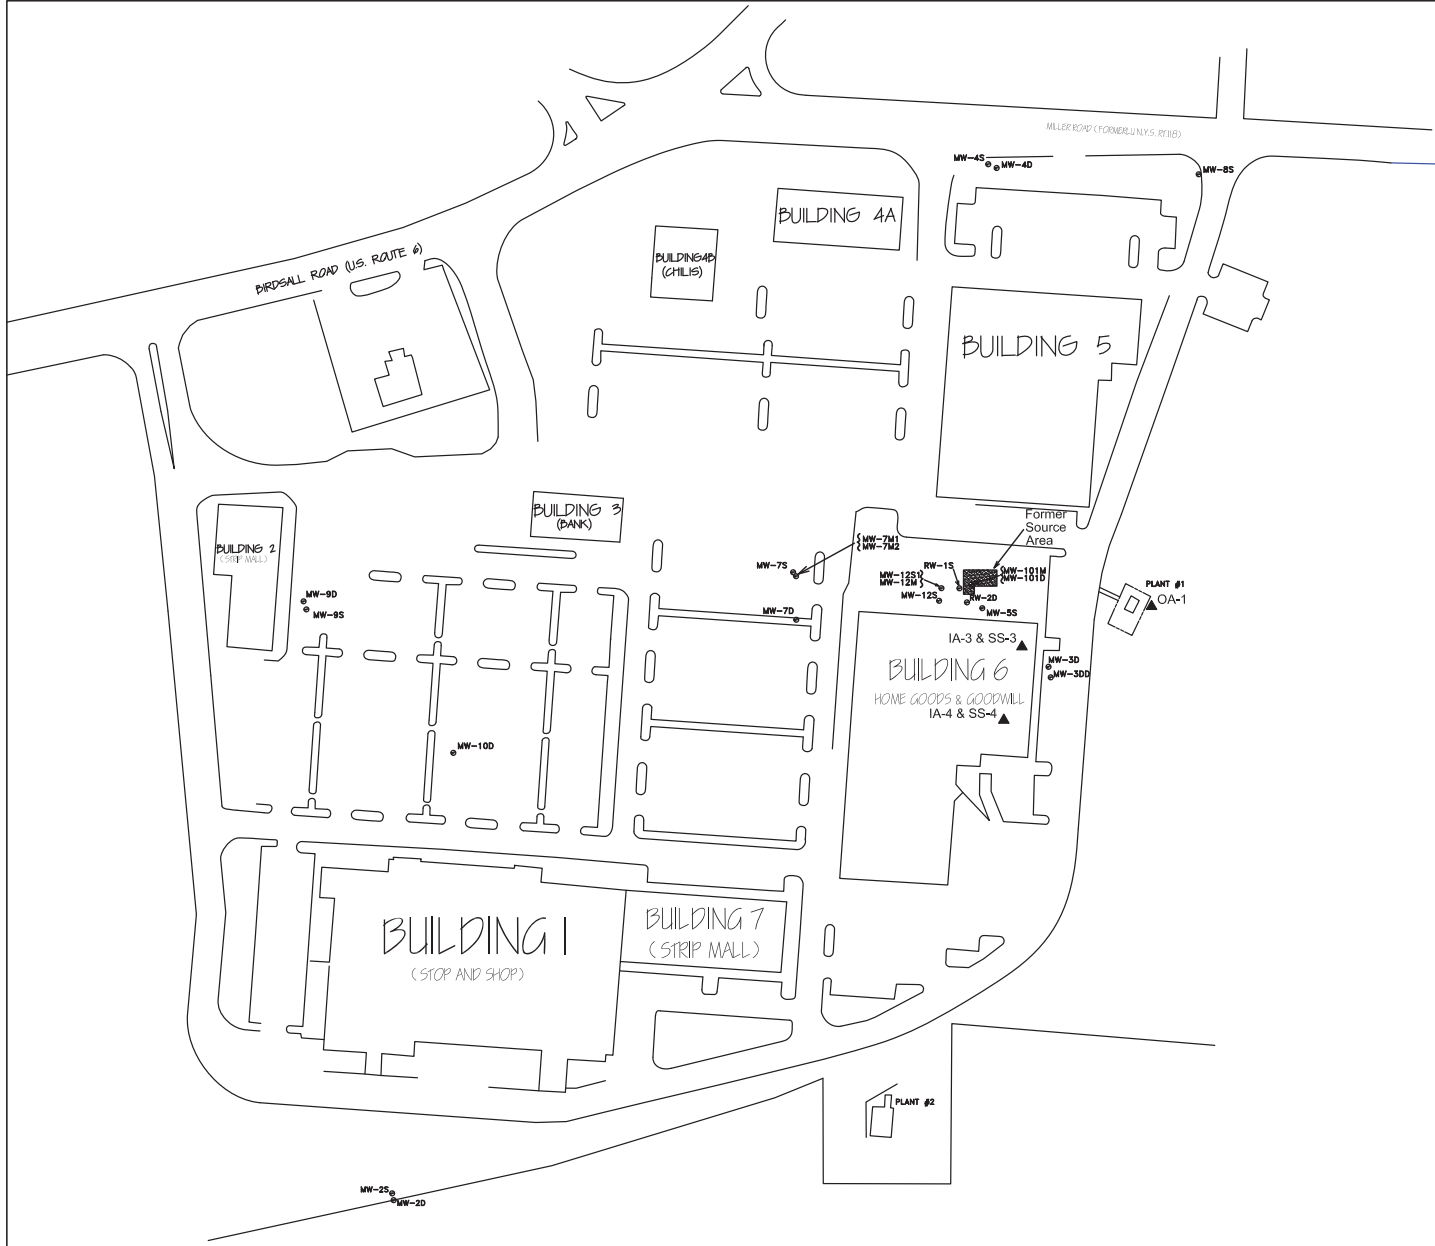 MILLER ROAD ( FORMERLU N.Y.S. RT 118)
MW-4S
MW-4D
MW-8S
BUILDING 4A
BUILDING4B
(CHILIS)
BIRDSALL ROAD (U.S. ROUTE 6)
BUILDING 5
BUILDING 3
(BANK)
Former
Source
Area
MW-7M1
MW-7M2
BUILDING 2
(STRIP MALL)
MW-7S
RW-1S
MW-101M
MW-101D
MW-12S1
MW-12M
PLANT #1
OA-1
MW-9D
MW-9S
MW-12S
RW-2D
MW-5S
MW-7D
IA-3 & SS-3
BUILDING 6
MW-3D
MW-3DD
HOME GOODS & GOODWILL
IA-4 & SS-4
MW-10D
BUILDING 1
(STOP AND SHOP)
BUILDING 7
(STRIP MALL)
PLANT #2
MW-2S
MW-2D